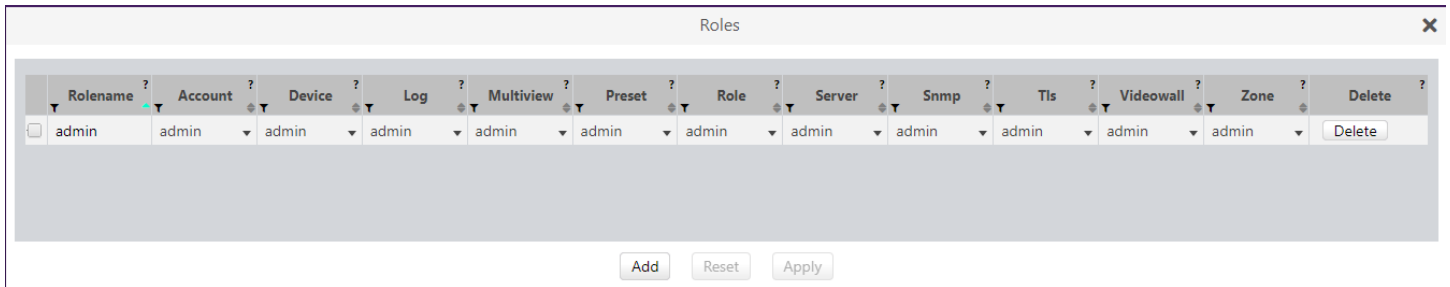 Roles
Rolename ? Account ? Device ? Log ? Multiview ? Preset ? Role ? Server ? Snmp ? Tls ? Videowall ? Zone ? Delete ?
admin admin admin admin admin admin admin admin admin admin admin admin Delete
Add Reset Apply